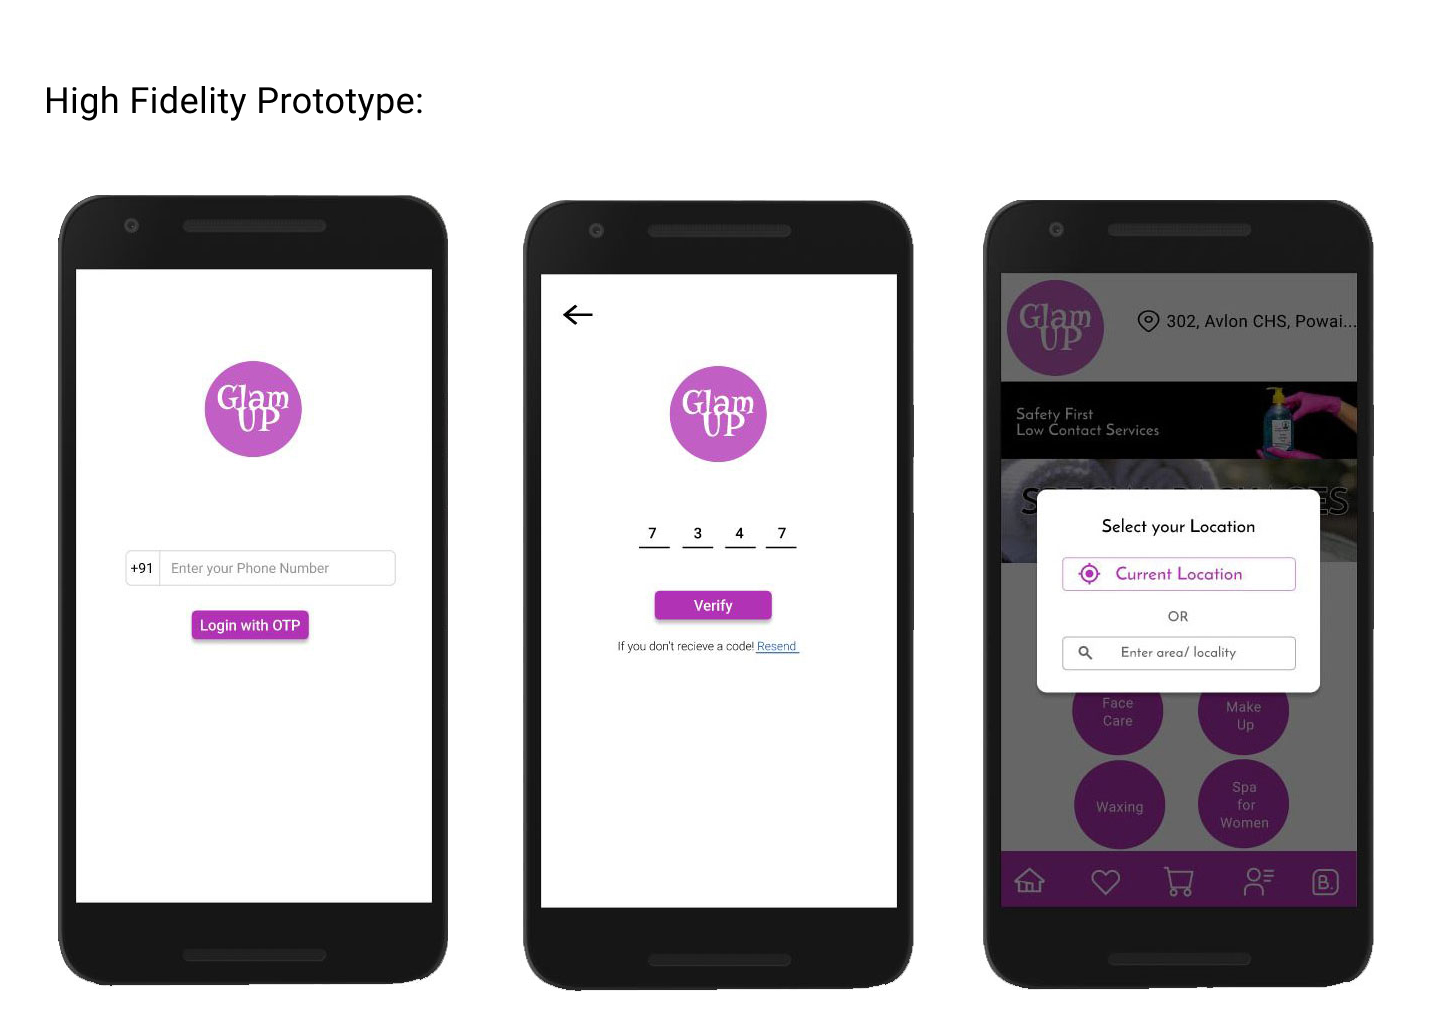 High Fidelity Prototype:
Glam
UP
+91 Enter your Phone Number
Login with OTP
Glam
UP
7 3 4 7
Verify
If you don't recieve a code! Resend
Glam
UP
302, Avlon CHS, Powai...
Safety First
Low Contact Services
Select your Location
Current Location
OR
Enter area/ locality
Face
Care
Make
Up
Waxing
Spa
for
Women
B.